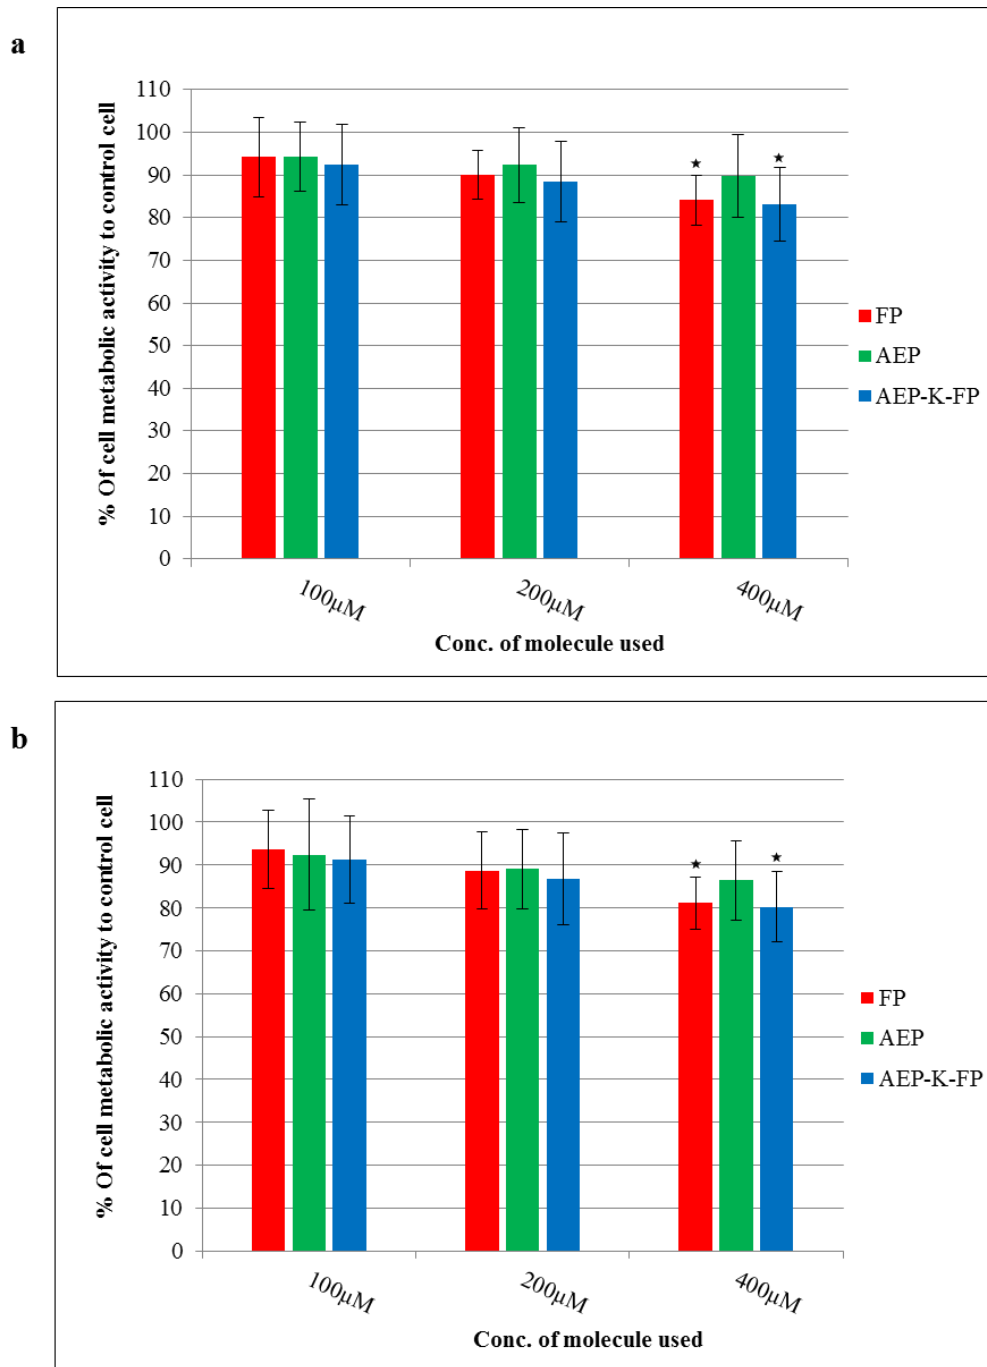 a
% Of cell metabolic activity to control cell
110
100
90
80
70
60
50
40
30
20
10
0
100µM
200µM
400µM
Conc. of molecule used
★
★
FP
AEP
AEP-K-FP
b
% Of cell metabolic activity to control cell
110
100
90
80
70
60
50
40
30
20
10
0
100µM
200µM
400µM
Conc. of molecule used
★
★
FP
AEP
AEP-K-FP